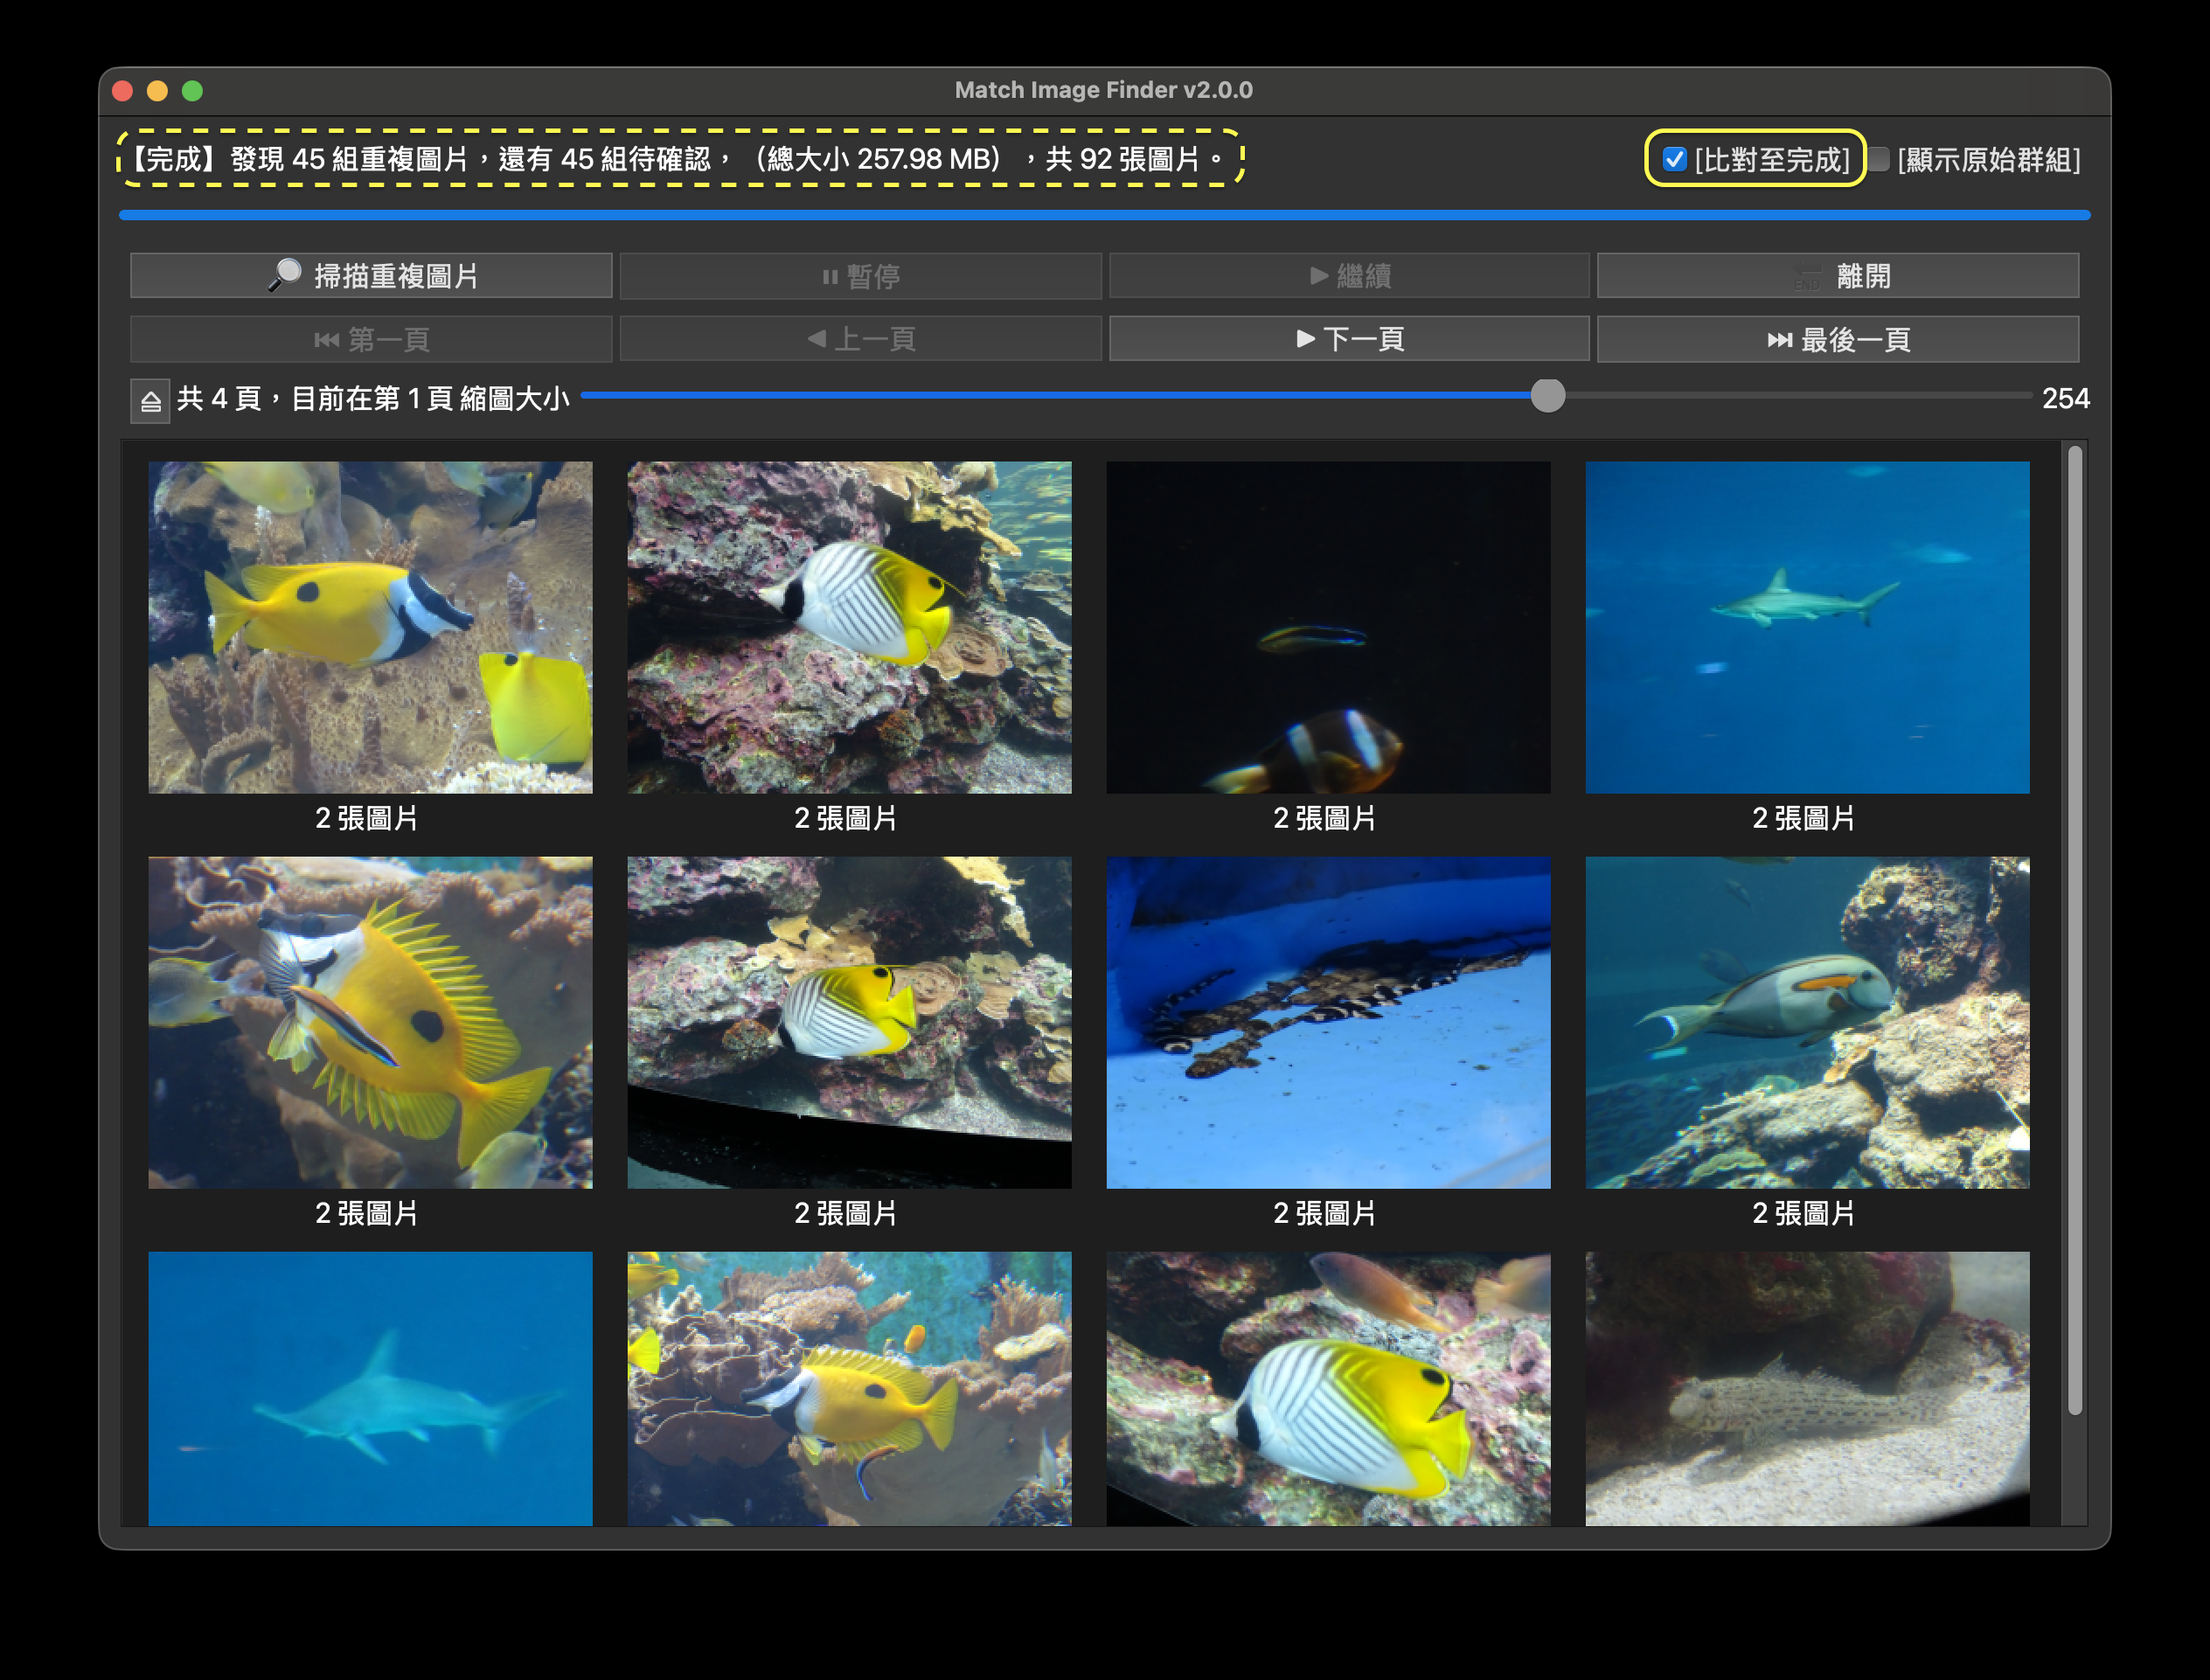 Match Image Finder v2.0.0
【完成】發現 45 組重複圖片，還有 45 組待確認，（總大小 257.98 MB），共 92 張圖片。
[比對至完成] [顯示原始群組]
掃描重複圖片 暫停 繼續 離開
第一頁 上一頁 下一頁 最後一頁
共 4 頁，目前在第 1 頁 縮圖大小 254
2 張圖片 2 張圖片 2 張圖片 2 張圖片
2 張圖片 2 張圖片 2 張圖片 2 張圖片